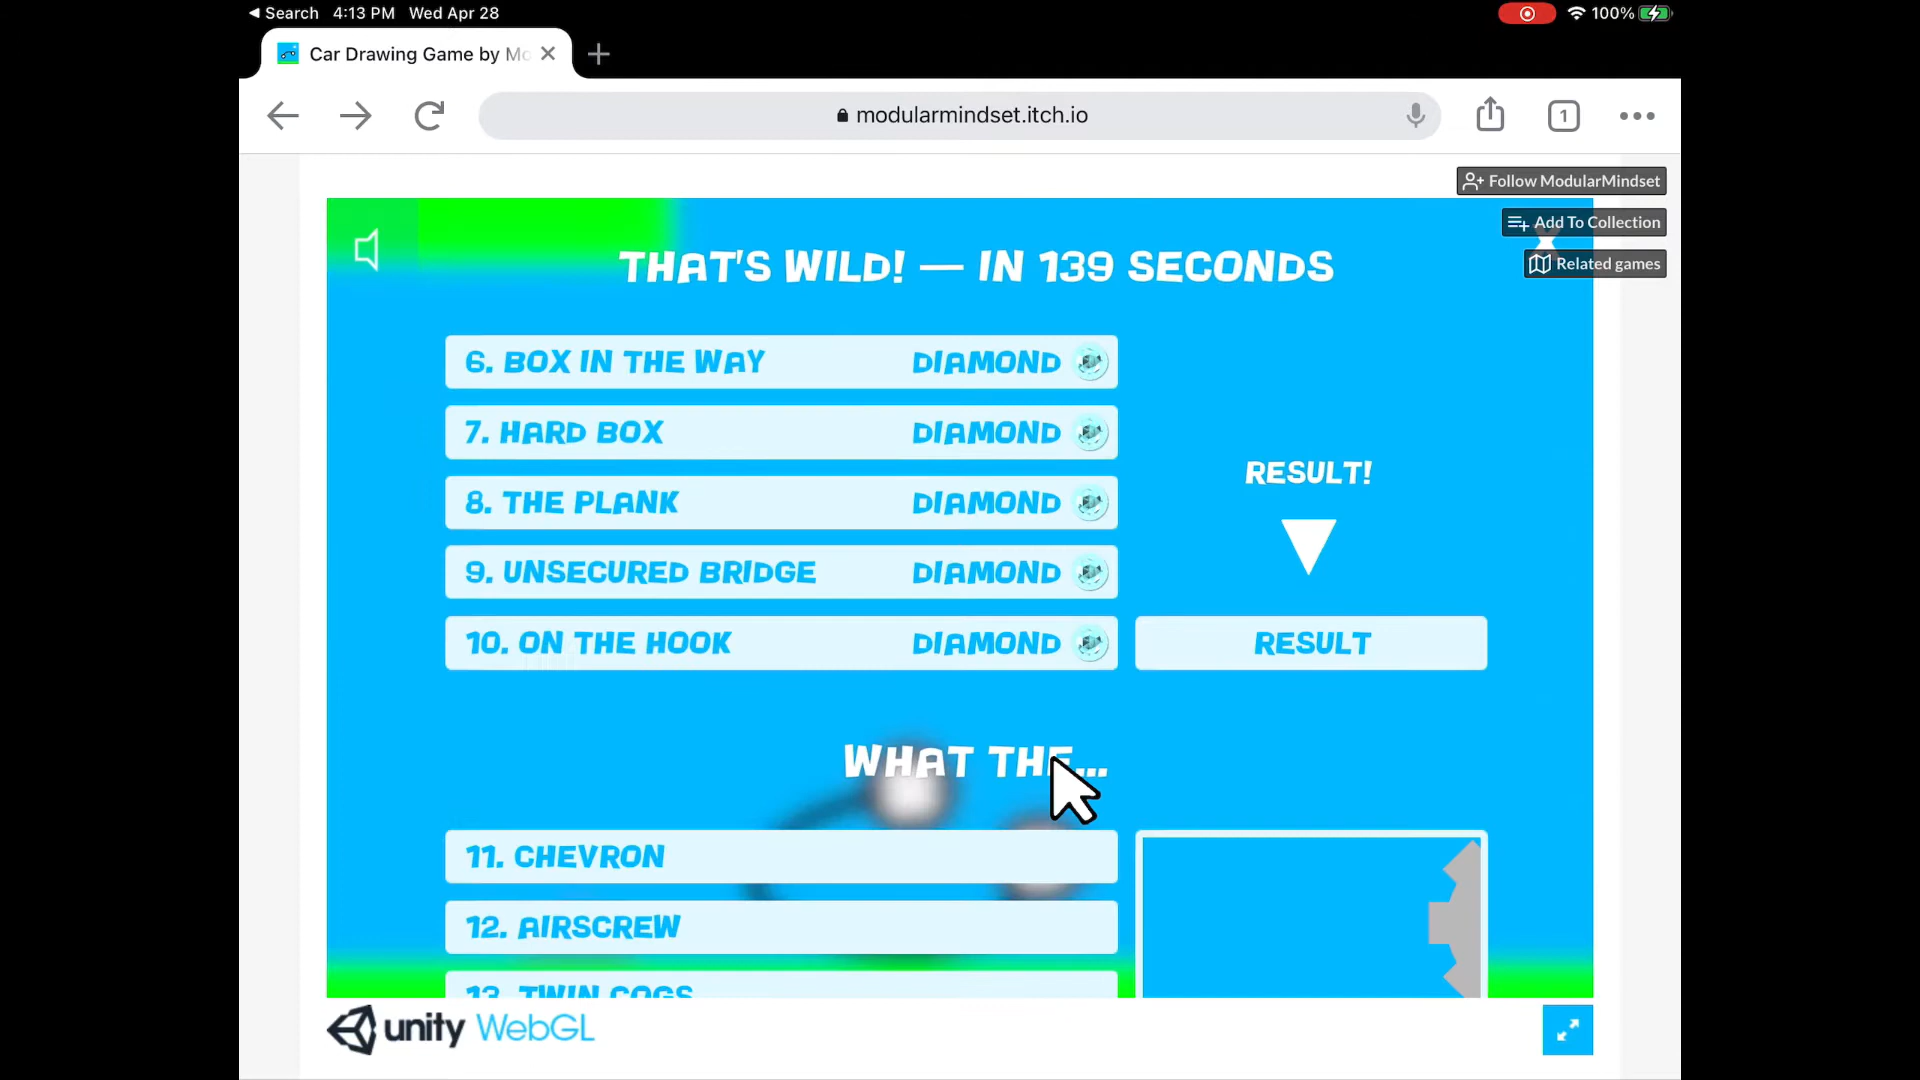 Search 4:13 PM Wed Apr 28 100%
Car Drawing Game by Mo
modularmindset.itch.io 1
Follow ModularMindset
Add To Collection
Related games
THAT'S WILD! — IN 139 SECONDS
6. BOX IN THE WAY DIAMOND
7. HARD BOX DIAMOND
RESULT!
8. THE PLANK DIAMOND
9. UNSECURED BRIDGE DIAMOND
10. ON THE HOOK DIAMOND RESULT
WHAT THE...
11. CHEVRON
12. AIRSCREW
13. TWIN COGS
unity WebGL